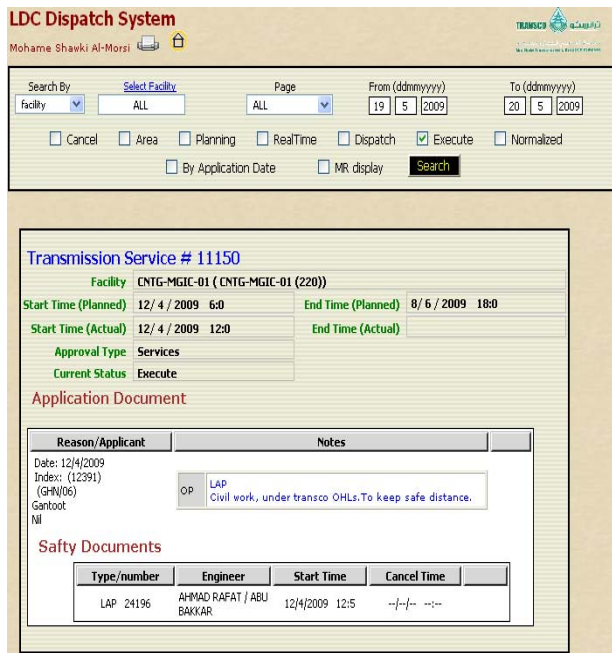 LDC Dispatch System
TRANSCO ترانسكو
Mohame Shawki Al-Morsi
Search By Select Facility Page From (ddmmyyyy) To (ddmmyyyy)
facility ALL ALL 19 5 2009 20 5 2009
Cancel Area Planning RealTime Dispatch Execute Normalized
By Application Date MR display Search
Transmission Service # 11150
Facility CNTG-MGIC-01 ( CNTG-MGIC-01 (220))
Start Time (Planned) 12/ 4 / 2009 6:0 End Time (Planned) 8/ 6 / 2009 18:0
Start Time (Actual) 12/ 4 / 2009 12:0 End Time (Actual)
Approval Type Services
Current Status Execute
Application Document
Reason/Applicant Notes
Date: 12/4/2009
Index: (12391)
(GHN/06)
Gantoot
Nil
OP LAP
Civil work, under transco OHLs.To keep safe distance.
Safty Documents
Type/number Engineer Start Time Cancel Time
LAP 24196 AHMAD RAFAT / ABU BAKKAR 12/4/2009 12:5 --/--/-- --:--